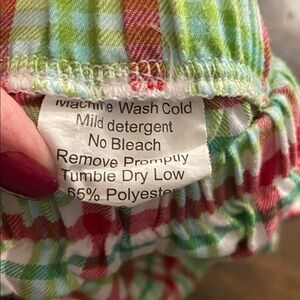 Machine Wash Cold
Mild detergent
No Bleach
Remove Promptly
Tumble Dry Low
65% Polyester